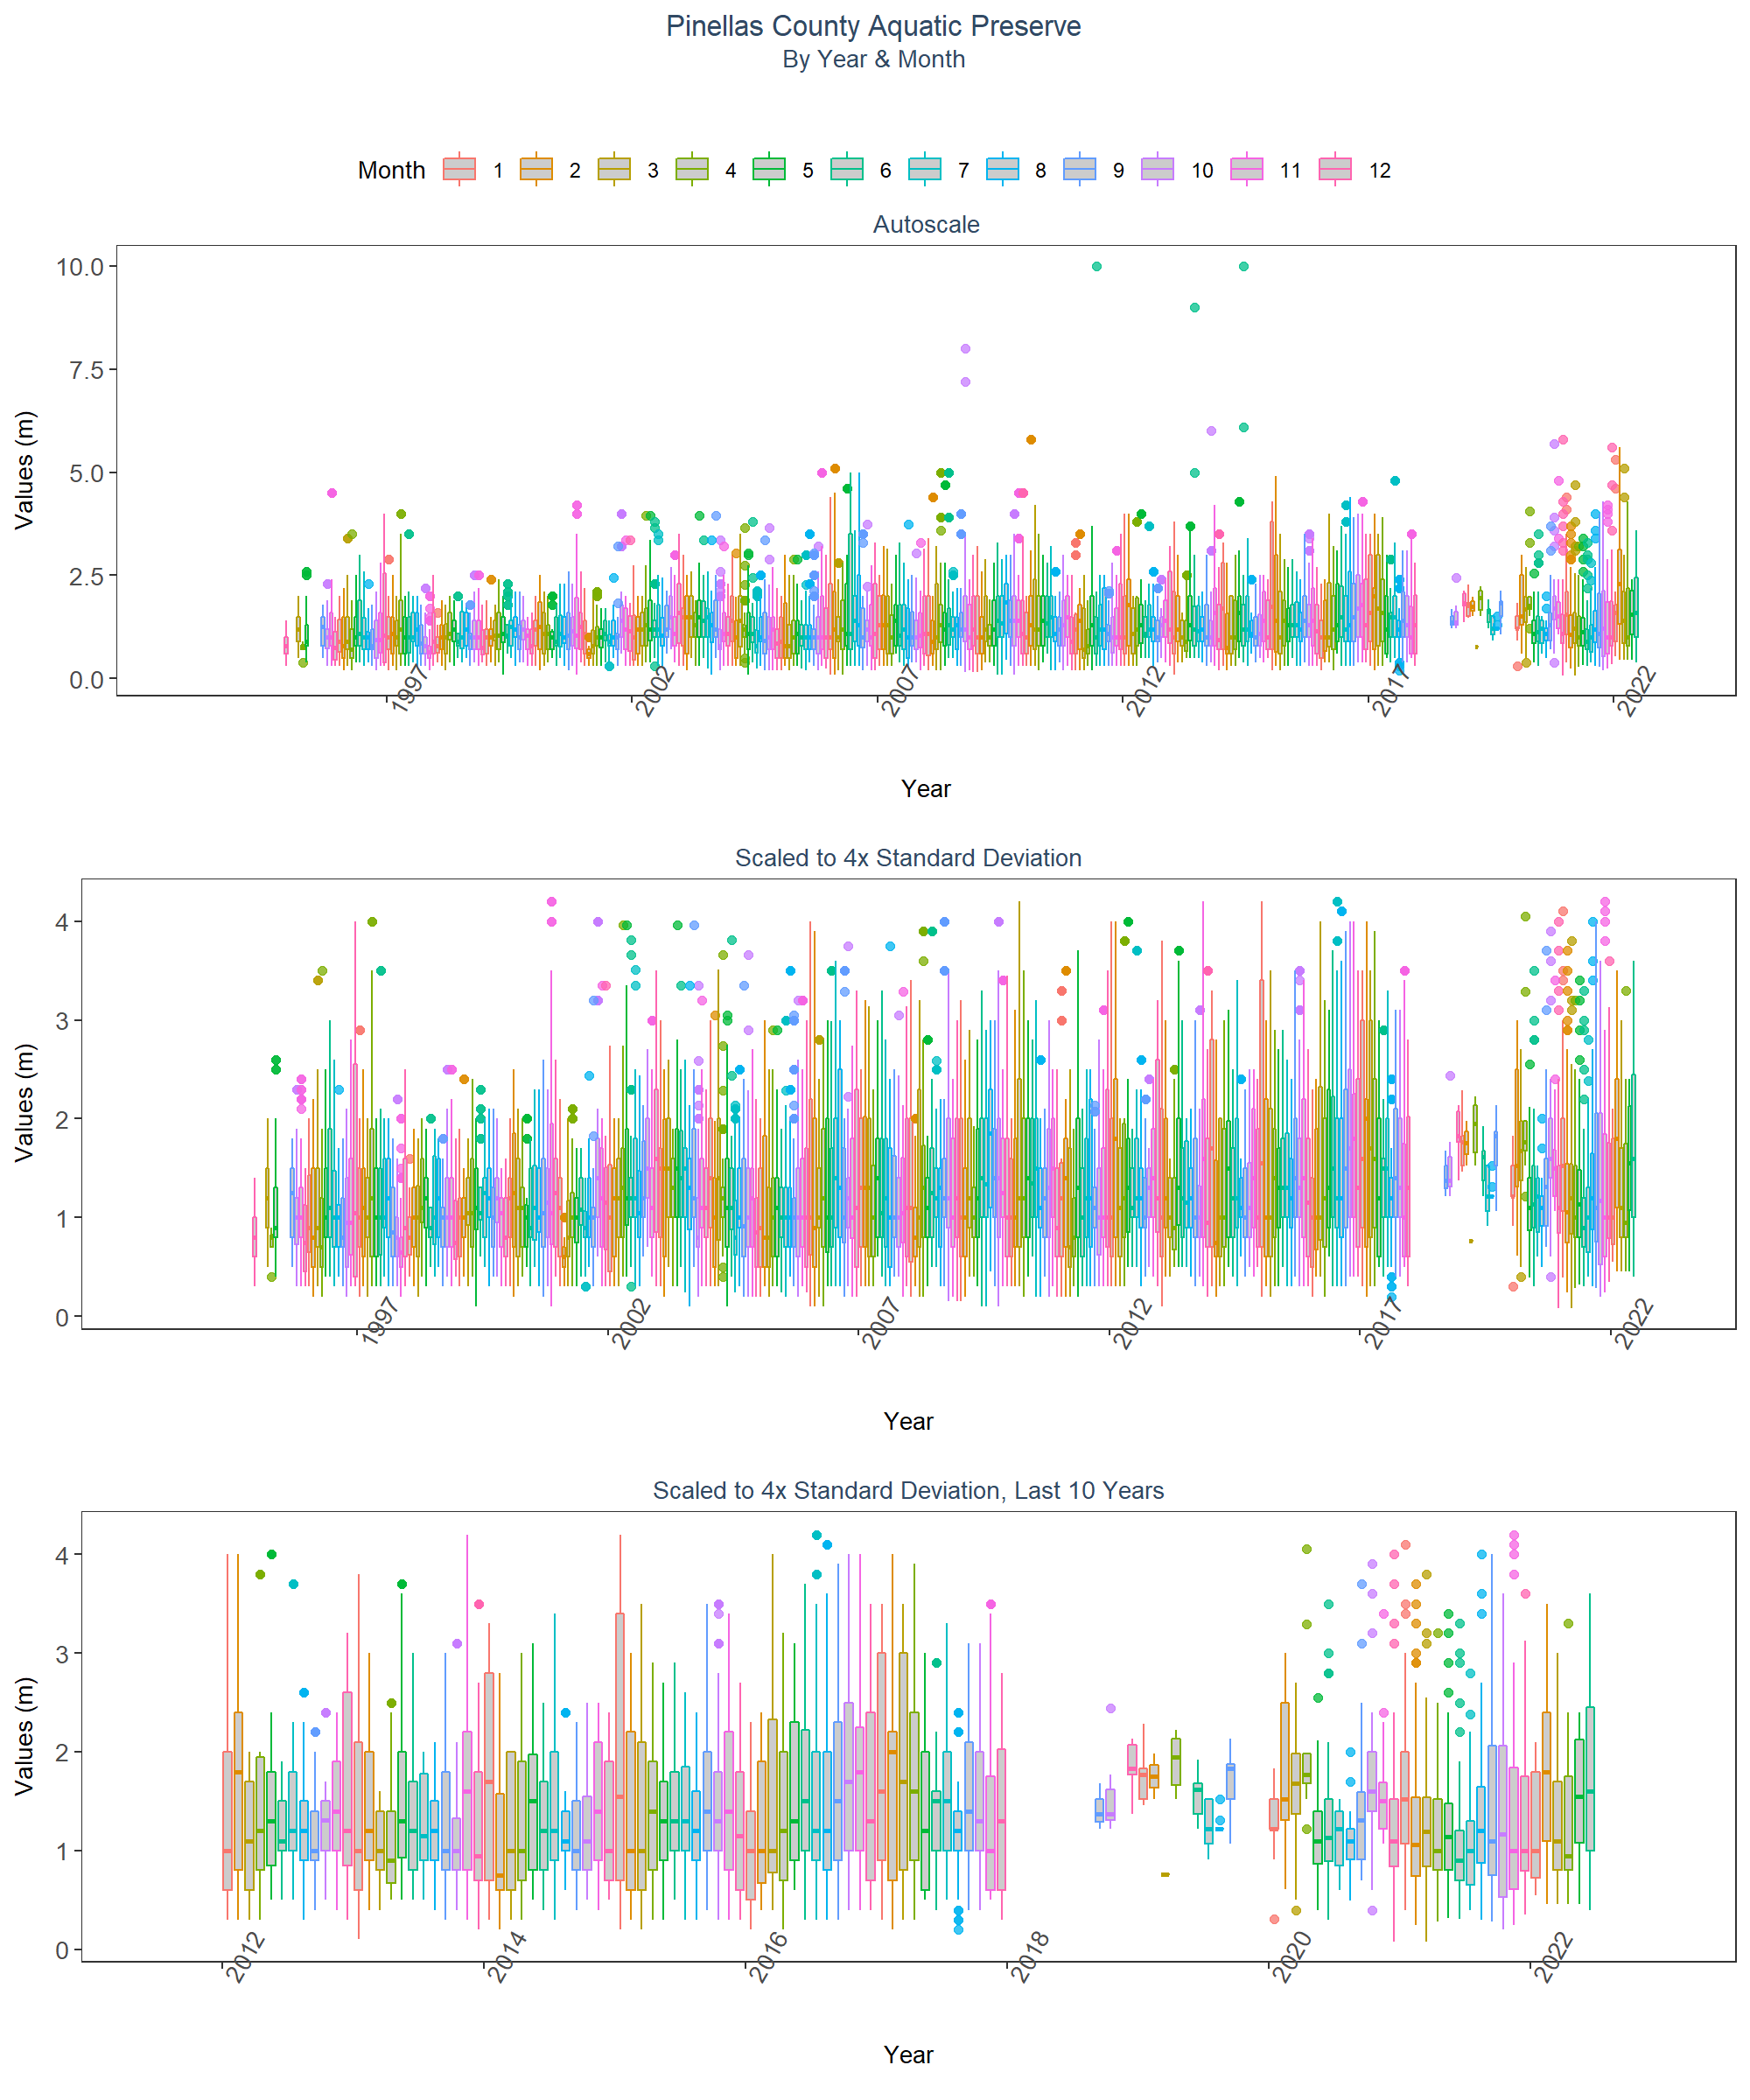 Pinellas County Aquatic Preserve
By Year & Month
Month 1 2 3 4 5 6 7 8 9 10 11 12
Autoscale
10.0
7.5
5.0
2.5
0.0
Values (m)
1997 2002 2007 2012 2017 2022
Year
Scaled to 4x Standard Deviation
4
3
2
1
0
Values (m)
1997 2002 2007 2012 2017 2022
Year
Scaled to 4x Standard Deviation, Last 10 Years
4
3
2
1
0
Values (m)
2012 2014 2016 2018 2020 2022
Year